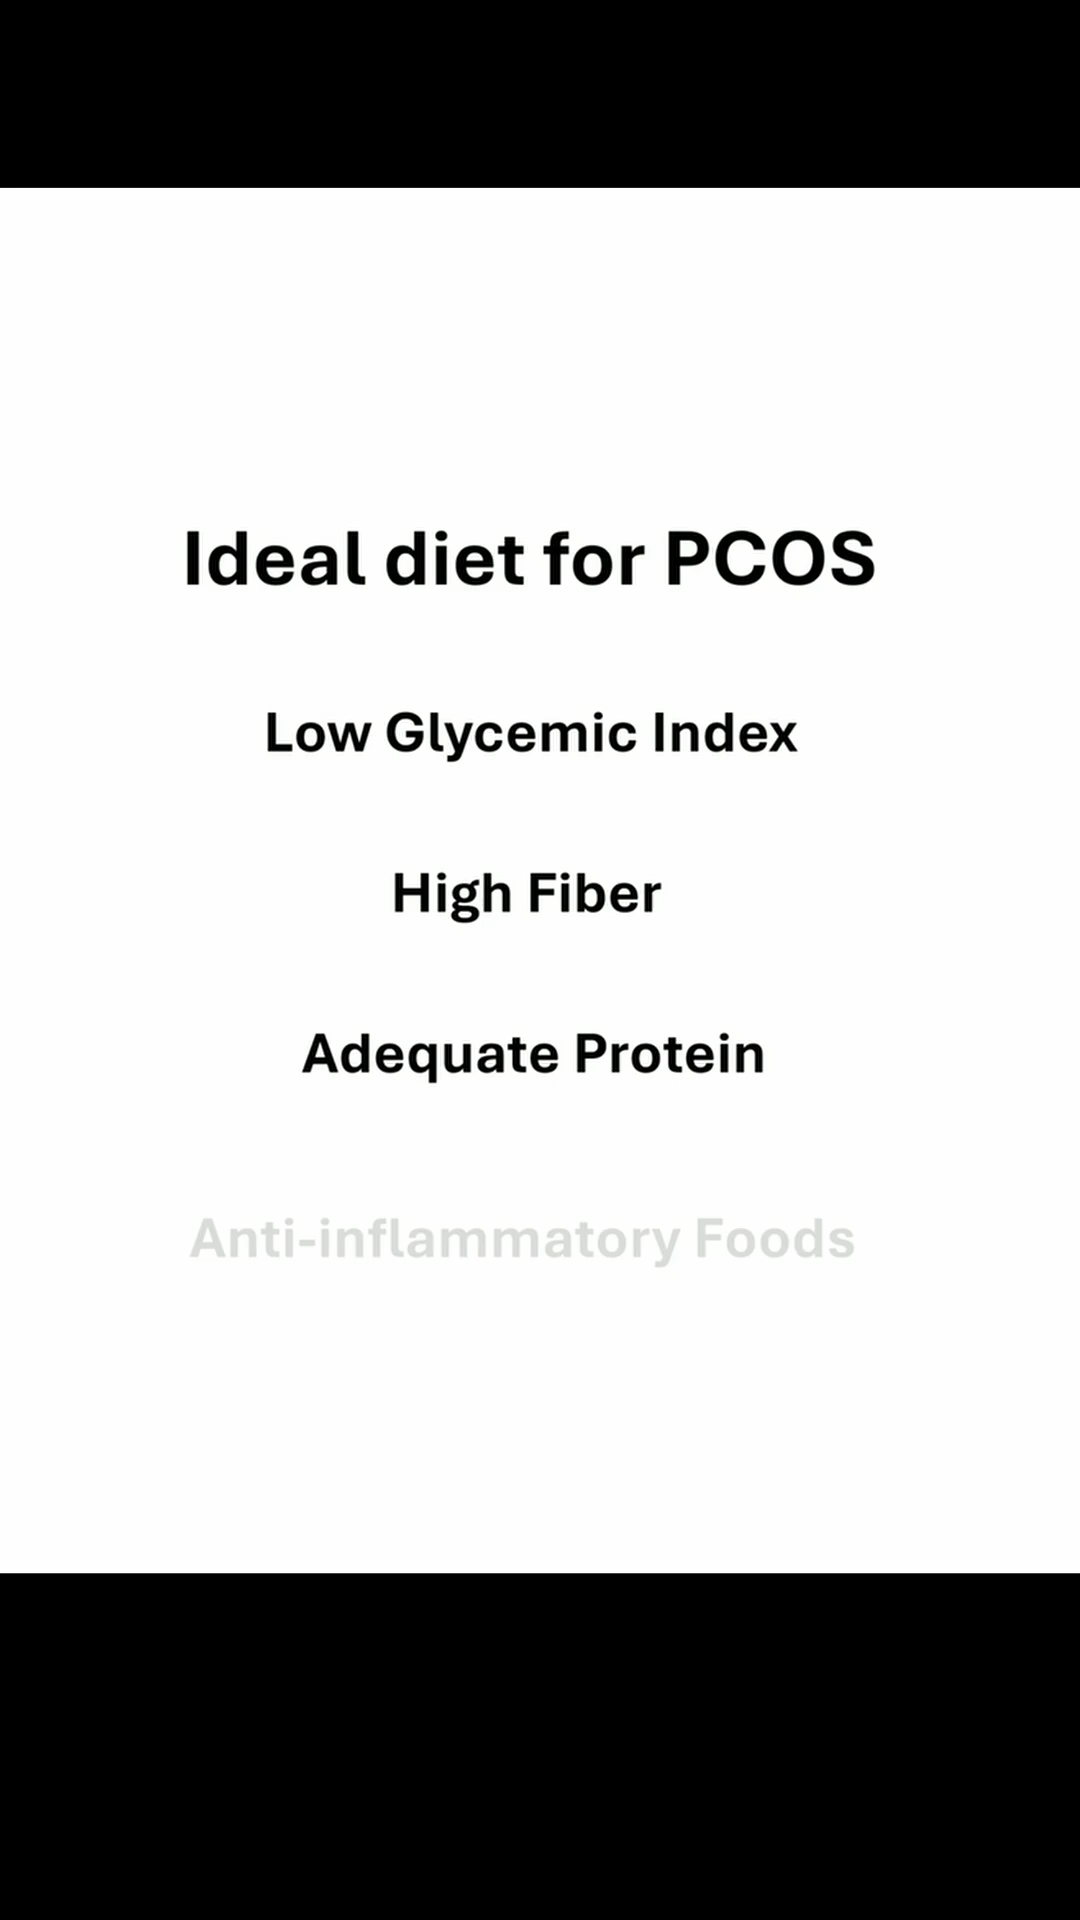 Ideal diet for PCOS
Low Glycemic Index
High Fiber
Adequate Protein
Anti-inflammatory Foods